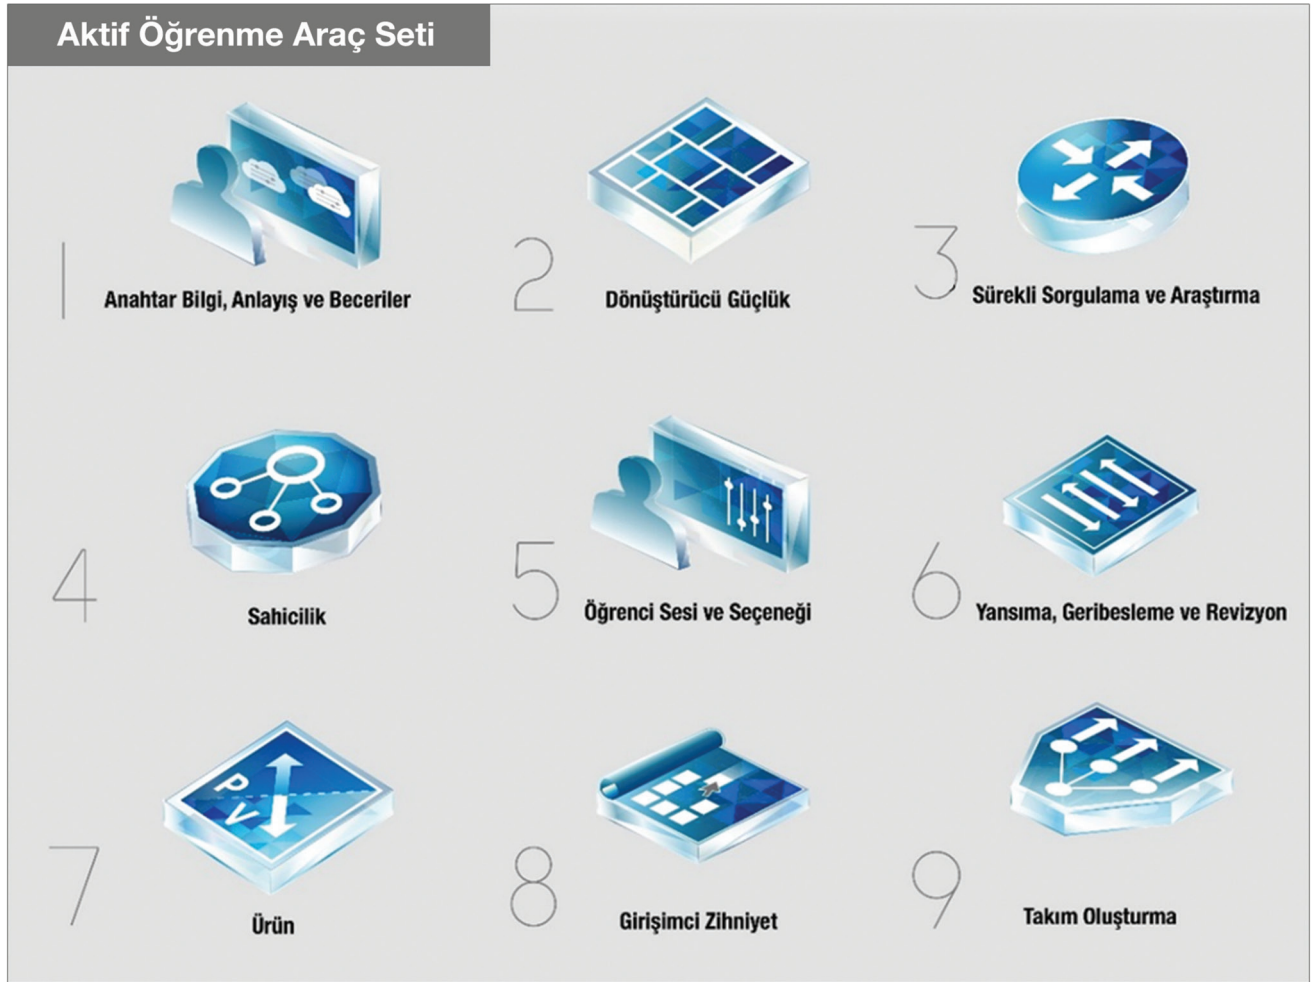 Aktif Öğrenme Araç Seti
1 Anahtar Bilgi, Anlayış ve Beceriler
2 Dönüştürücü Güçlük
3 Sürekli Sorgulama ve Araştırma
4 Sahicilik
5 Öğrenci Sesi ve Seçeneği
6 Yansıma, Geribesleme ve Revizyon
P
V
7 Ürün
8 Girişimci Zihniyet
9 Takım Oluşturma